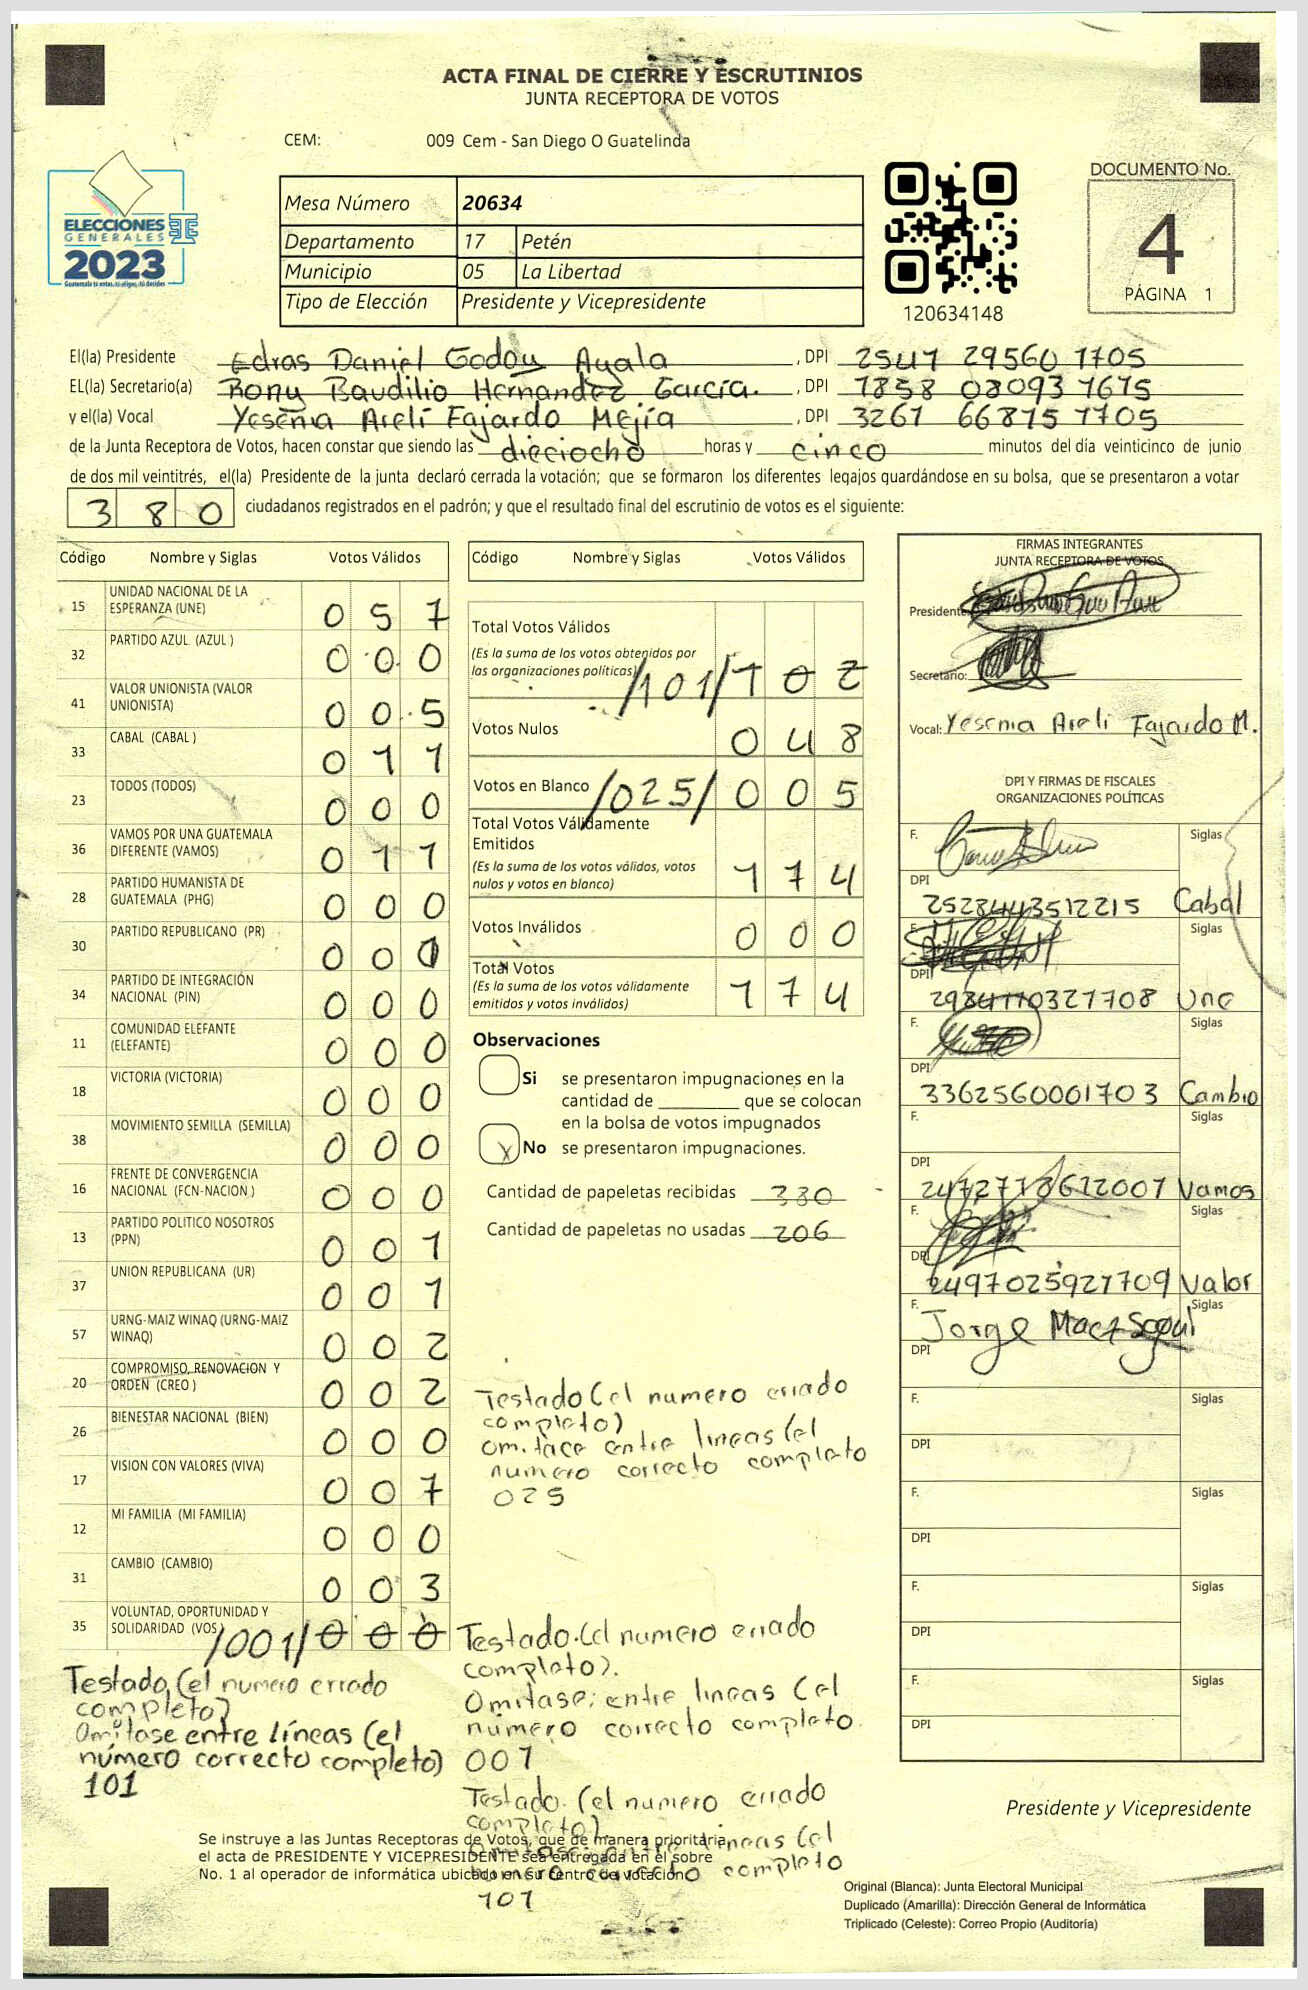 ACTA FINAL DE CIERRE Y ESCRUTINIOS
JUNTA RECEPTORA DE VOTOS
CEM: 009 Cem - San Diego O Guatelinda
ELECCIONES
GENERALES
2023
Mesa Número 20634
Departamento 17 Petén
Municipio 05 La Libertad
Tipo de Elección Presidente y Vicepresidente
120634148
DOCUMENTO No.
4
PÁGINA 1
El(la) Presidente Edras Daniel Godoy Ayala , DPI 2547 29560 1705
EL(la) Secretario(a) Rony Baudilio Hernandez García. , DPI 1858 08093 1615
y el(la) Vocal Yesenia Arelí Fajardo Mejía , DPI 3261 66875 1705
de la Junta Receptora de Votos, hacen constar que siendo las dieciocho horas y cinco minutos del día veinticinco de junio
de dos mil veintitrés, el(la) Presidente de la junta declaró cerrada la votación; que se formaron los diferentes legajos guardándose en su bolsa, que se presentaron a votar
380 ciudadanos registrados en el padrón; y que el resultado final del escrutinio de votos es el siguiente:
Código Nombre y Siglas Votos Válidos
15 UNIDAD NACIONAL DE LA ESPERANZA (UNE) 0 5 7
32 PARTIDO AZUL (AZUL ) 0 0 0
41 VALOR UNIONISTA (VALOR UNIONISTA) 0 0 5
33 CABAL (CABAL ) 0 1 1
23 TODOS (TODOS) 0 0 0
36 VAMOS POR UNA GUATEMALA DIFERENTE (VAMOS) 0 1 1
28 PARTIDO HUMANISTA DE GUATEMALA (PHG) 0 0 0
30 PARTIDO REPUBLICANO (PR) 0 0
34 PARTIDO DE INTEGRACIÓN NACIONAL (PIN) 0 0 0
11 COMUNIDAD ELEFANTE (ELEFANTE) 0 0 0
18 VICTORIA (VICTORIA) 0 0 0
38 MOVIMIENTO SEMILLA (SEMILLA) 0 0 0
16 FRENTE DE CONVERGENCIA NACIONAL (FCN-NACION ) 0 0 0
13 PARTIDO POLITICO NOSOTROS (PPN) 0 0 1
37 UNION REPUBLICANA (UR) 0 0 1
57 URNG-MAIZ WINAQ (URNG-MAIZ WINAQ) 0 0 2
20 COMPROMISO, RENOVACION Y ORDEN (CREO ) 0 0 2
26 BIENESTAR NACIONAL (BIEN) 0 0 0
17 VISION CON VALORES (VIVA) 0 0 7
12 MI FAMILIA (MI FAMILIA) 0 0 0
31 CAMBIO (CAMBIO) 0 0 3
35 VOLUNTAD, OPORTUNIDAD Y SOLIDARIDAD (VOS) /001/ 0 0 0
Testado (el numero errado
completo)
Omitase entre líneas (el
número correcto completo)
101
Código Nombre y Siglas Votos Válidos
Total Votos Válidos
(Es la suma de los votos obtenidos por
las organizaciones políticas) /101/ 1 0 2
Votos Nulos 0 4 8
Votos en Blanco /025/ 0 0 5
Total Votos Válidamente
Emitidos
(Es la suma de los votos válidos, votos
nulos y votos en blanco) 1 7 4
Votos Inválidos 0 0 0
Total Votos
(Es la suma de los votos válidamente
emitidos y votos inválidos) 1 7 4
Observaciones
Si se presentaron impugnaciones en la
cantidad de ________ que se colocan
en la bolsa de votos impugnados
x No se presentaron impugnaciones.
Cantidad de papeletas recibidas 380
Cantidad de papeletas no usadas 206
Testado (el numero errado
completo)
entre lineas (el
numero correcto completo
025
Testado.(el numero errado
completo).
Omitase; entre lineas (el
número correcto completo.
001
Testado. (el numero errado
completo)
entre lineas (el
numero correcto completo
101
FIRMAS INTEGRANTES
JUNTA RECEPTORA DE VOTOS
Presidente:
Secretario:
Vocal: Yesenia Areli Fajardo M.
DPI Y FIRMAS DE FISCALES
ORGANIZACIONES POLÍTICAS
F. Siglas
DPI 2528443512215 Cabal
F. Siglas
DPI 2984110321708 Une
F. Siglas
DPI 3362560061703 Cambio
F. Siglas
DPI 2472718622007 Vamos
F. Siglas
DPI 2497025921709 Valor
F. Jorge Siglas
DPI
F. Siglas
DPI
F. Siglas
DPI
F. Siglas
DPI
F. Siglas
DPI
Presidente y Vicepresidente
Se instruye a las Juntas Receptoras de Votos, que de manera prioritaria,
el acta de PRESIDENTE Y VICEPRESIDENTE sea entregada en el sobre
No. 1 al operador de informática ubicado en su centro de votación
Original (Blanca): Junta Electoral Municipal
Duplicado (Amarilla): Dirección General de Informática
Triplicado (Celeste): Correo Propio (Auditoría)